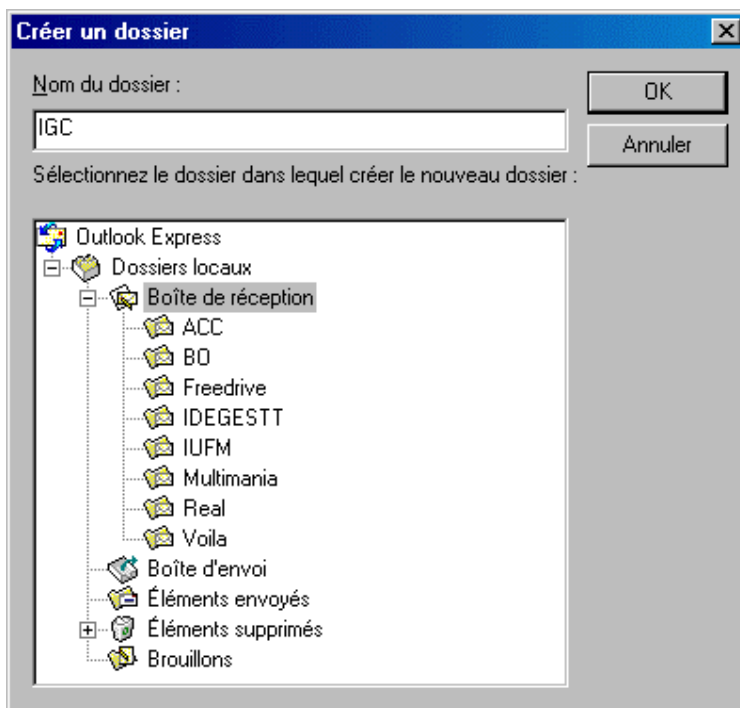 Créer un dossier
Nom du dossier :
OK
IGC
Annuler
Sélectionnez le dossier dans lequel créer le nouveau dossier :
Outlook Express
Dossiers locaux
Boîte de réception
ACC
BO
Freedrive
IDEGESTT
IUFM
Multimania
Real
Voila
Boîte d'envoi
Éléments envoyés
Éléments supprimés
Brouillons